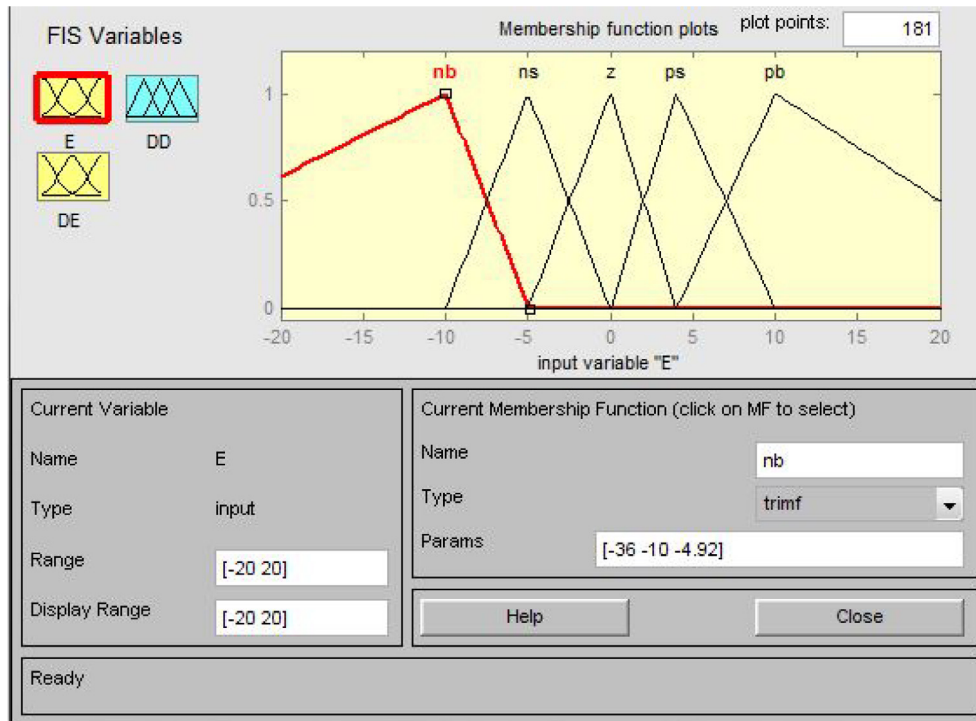 FIS Variables
E
DD
DE
Membership function plots
plot points:
181
nb
ns
z
ps
pb
1
0.5
0
-20
-15
-10
-5
0
5
10
15
20
input variable "E"
Current Variable
Name
E
Type
input
Range
[-20 20]
Display Range
[-20 20]
Current Membership Function (click on MF to select)
Name
nb
Type
trimf
Params
[-36 -10 -4.92]
Help
Close
Ready